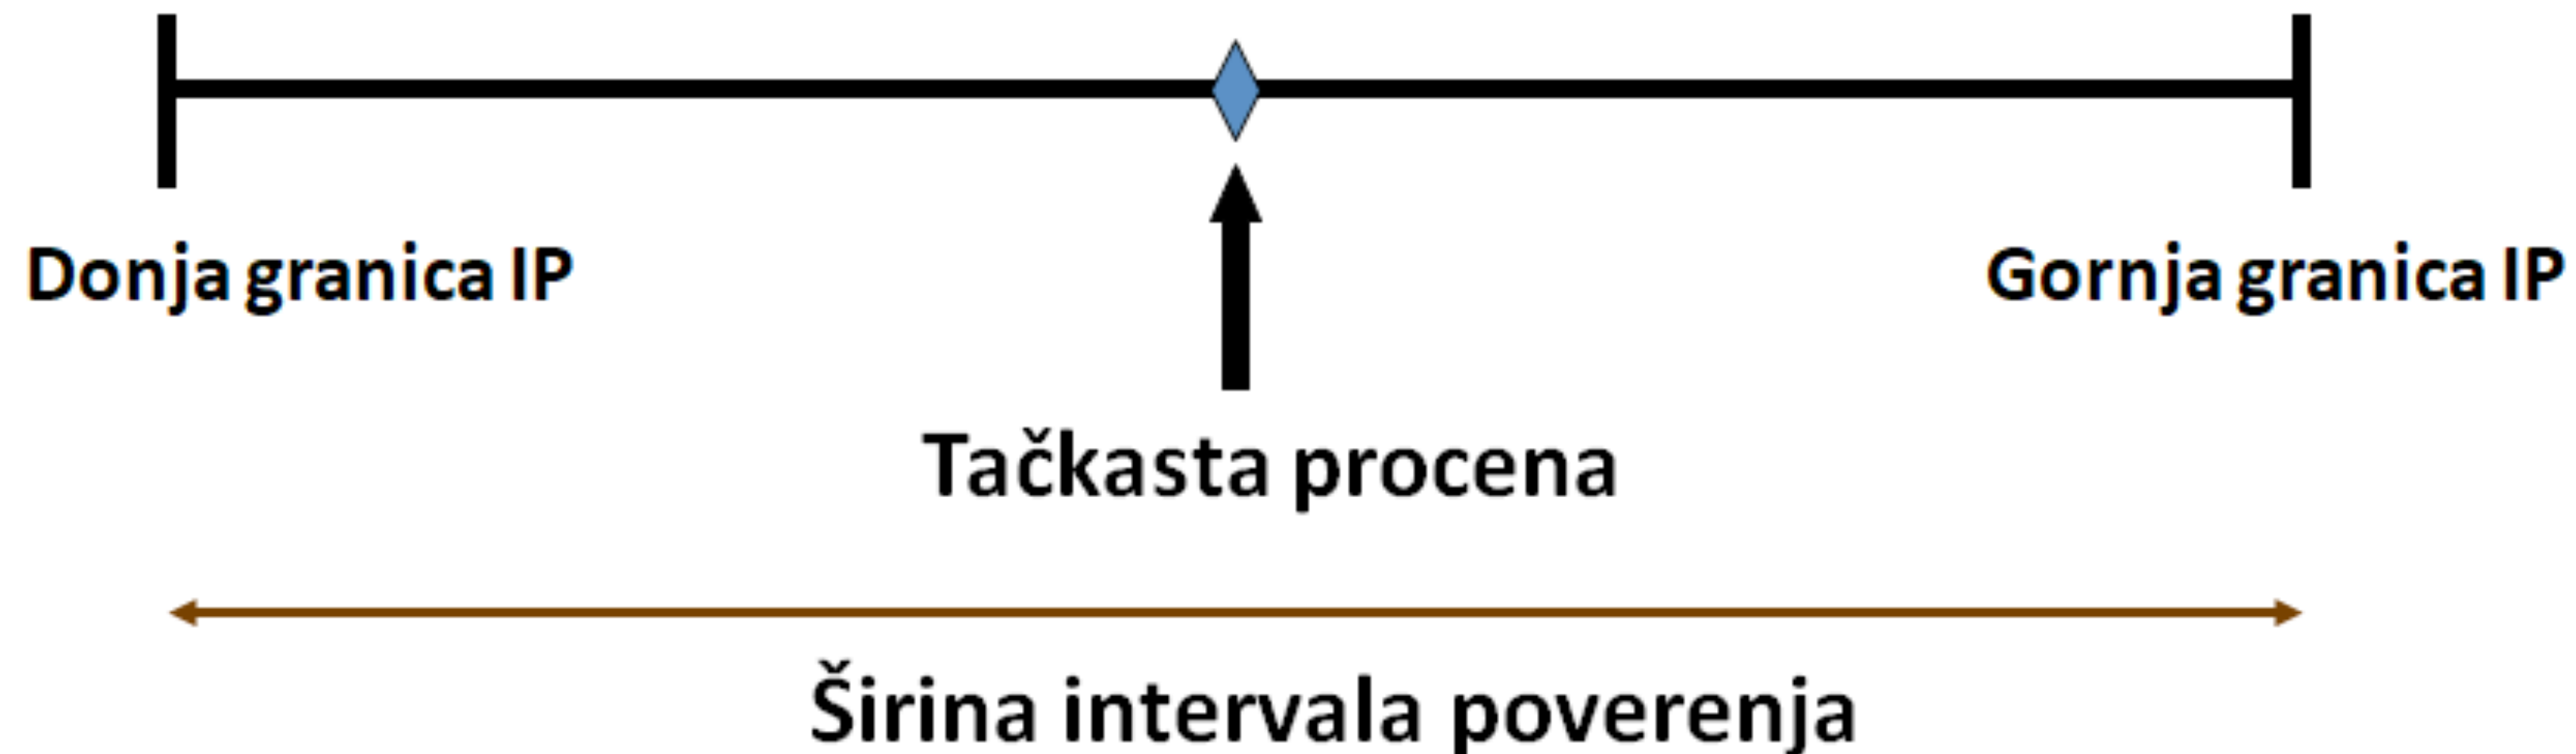 Donja granica IP
Gornja granica IP
Tačkasta procena
Širina intervala poverenja